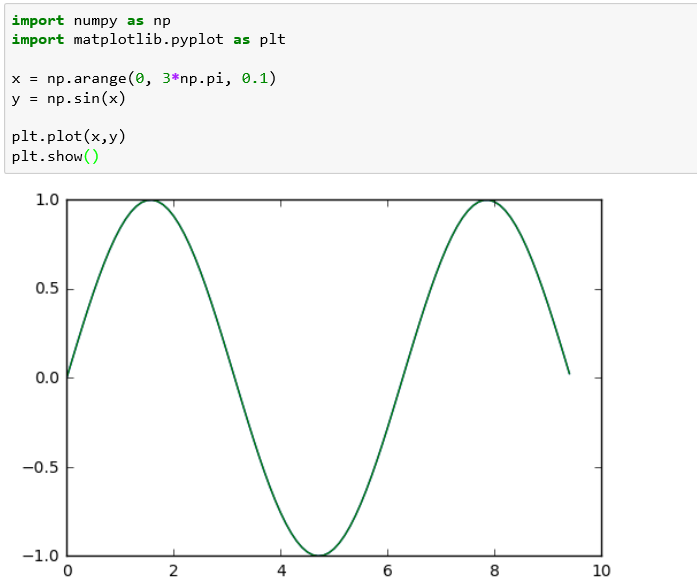 import numpy as np
import matplotlib.pyplot as plt
x = np.arange(0, 3*np.pi, 0.1)
y = np.sin(x)
plt.plot(x,y)
plt.show()
1.0
0.5
0.0
−0.5
−1.0
0 2 4 6 8 10